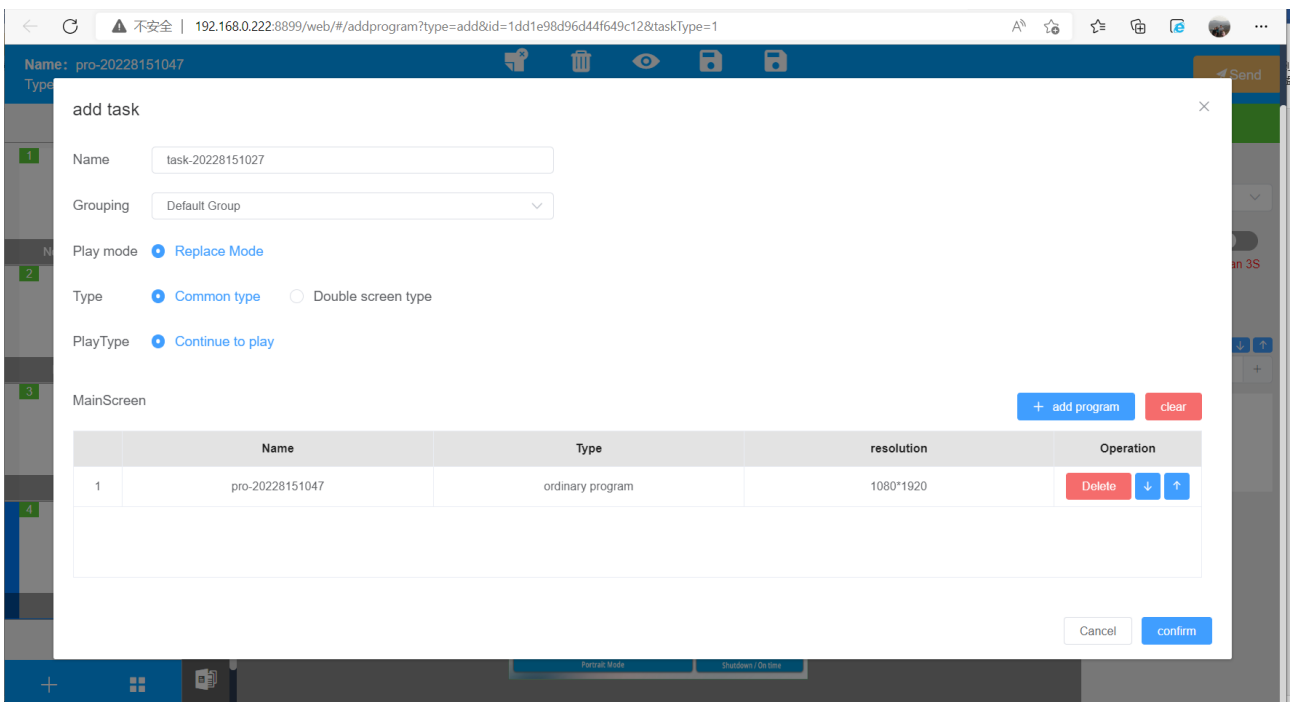 不安全 | 192.168.0.222:8899/web/#/addprogram?type=add&id=1dd1e98d96d44f649c12&taskType=1
Name: pro-20228151047
Send
Type
add task
1
Name task-20228151027
Grouping Default Group
Play mode Replace Mode
2
an 3S
Type Common type Double screen type
PlayType Continue to play
3
MainScreen + add program clear
Name Type resolution Operation
1 pro-20228151047 ordinary program 1080*1920 Delete ↓ ↑
4
Cancel confirm
Portrait Mode Shutdown / On time